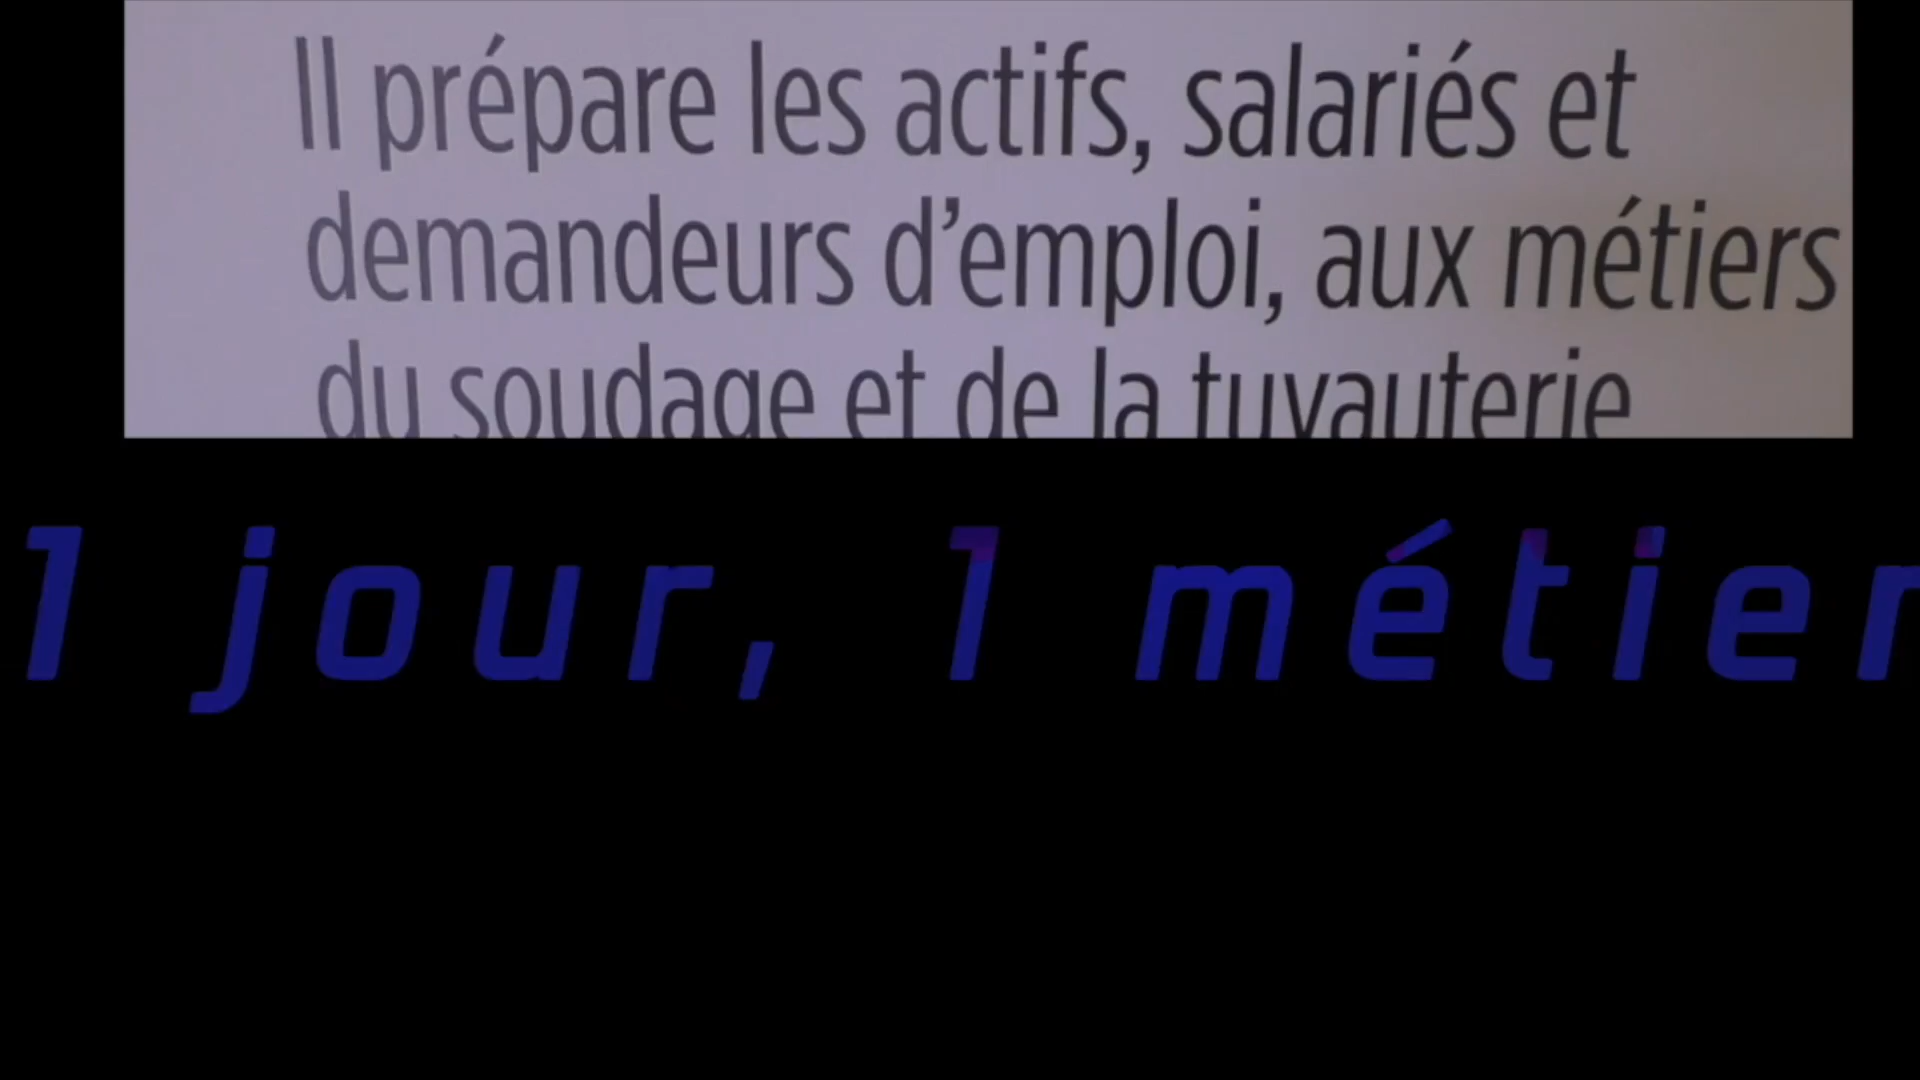 Il prépare les actifs, salariés et
demandeurs d’emploi, aux métiers
du soudage et de la tuyauterie
1 jour, 1 métier